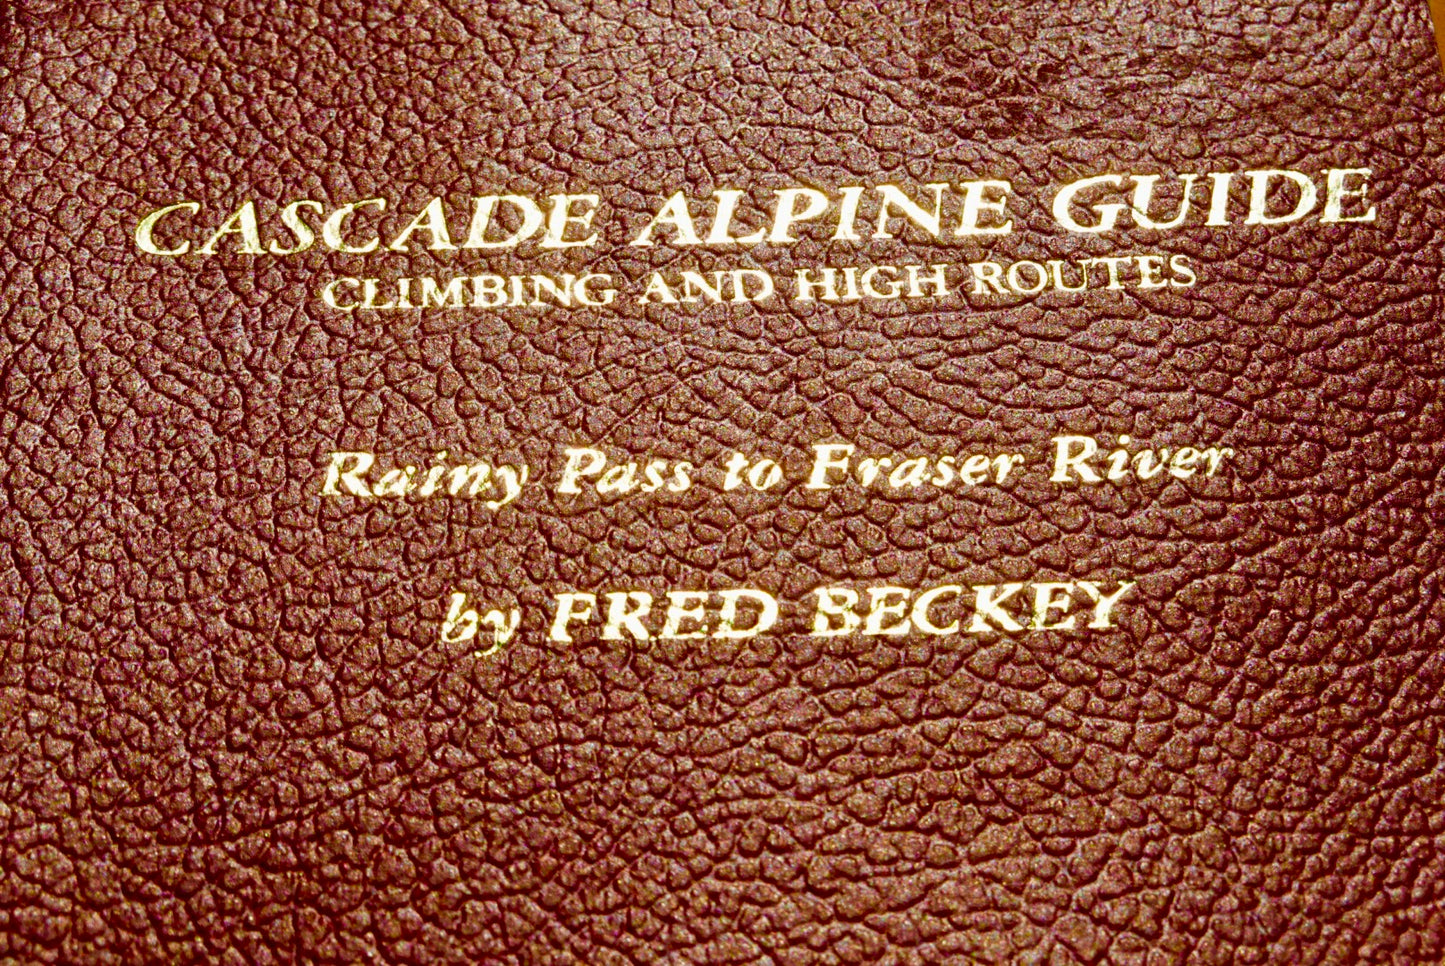 CASCADE ALPINE GUIDE
CLIMBING AND HIGH ROUTES
Rainy Pass to Fraser River
by FRED BECKEY